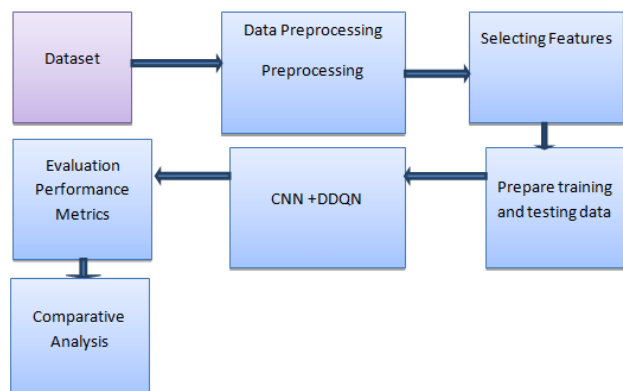 Dataset
Data Preprocessing
Preprocessing
Selecting Features
Prepare training
and testing data
CNN +DDQN
Evaluation
Performance
Metrics
Comparative
Analysis